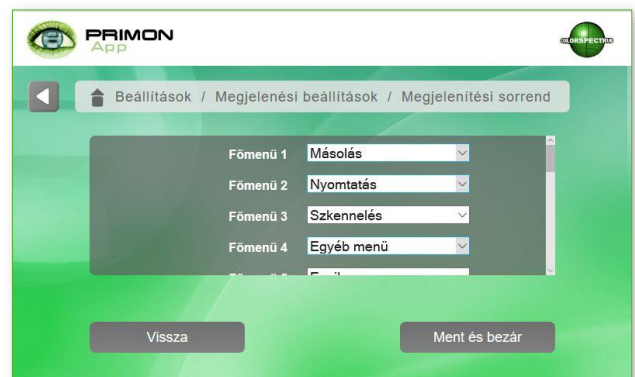 PRIMON
App
COLORSPECTRUM
Beállítások / Megjelenési beállítások / Megjelenítési sorrend
Főmenü 1 Másolás
Főmenü 2 Nyomtatás
Főmenü 3 Szkennelés
Főmenü 4 Egyéb menü
Vissza Ment és bezár